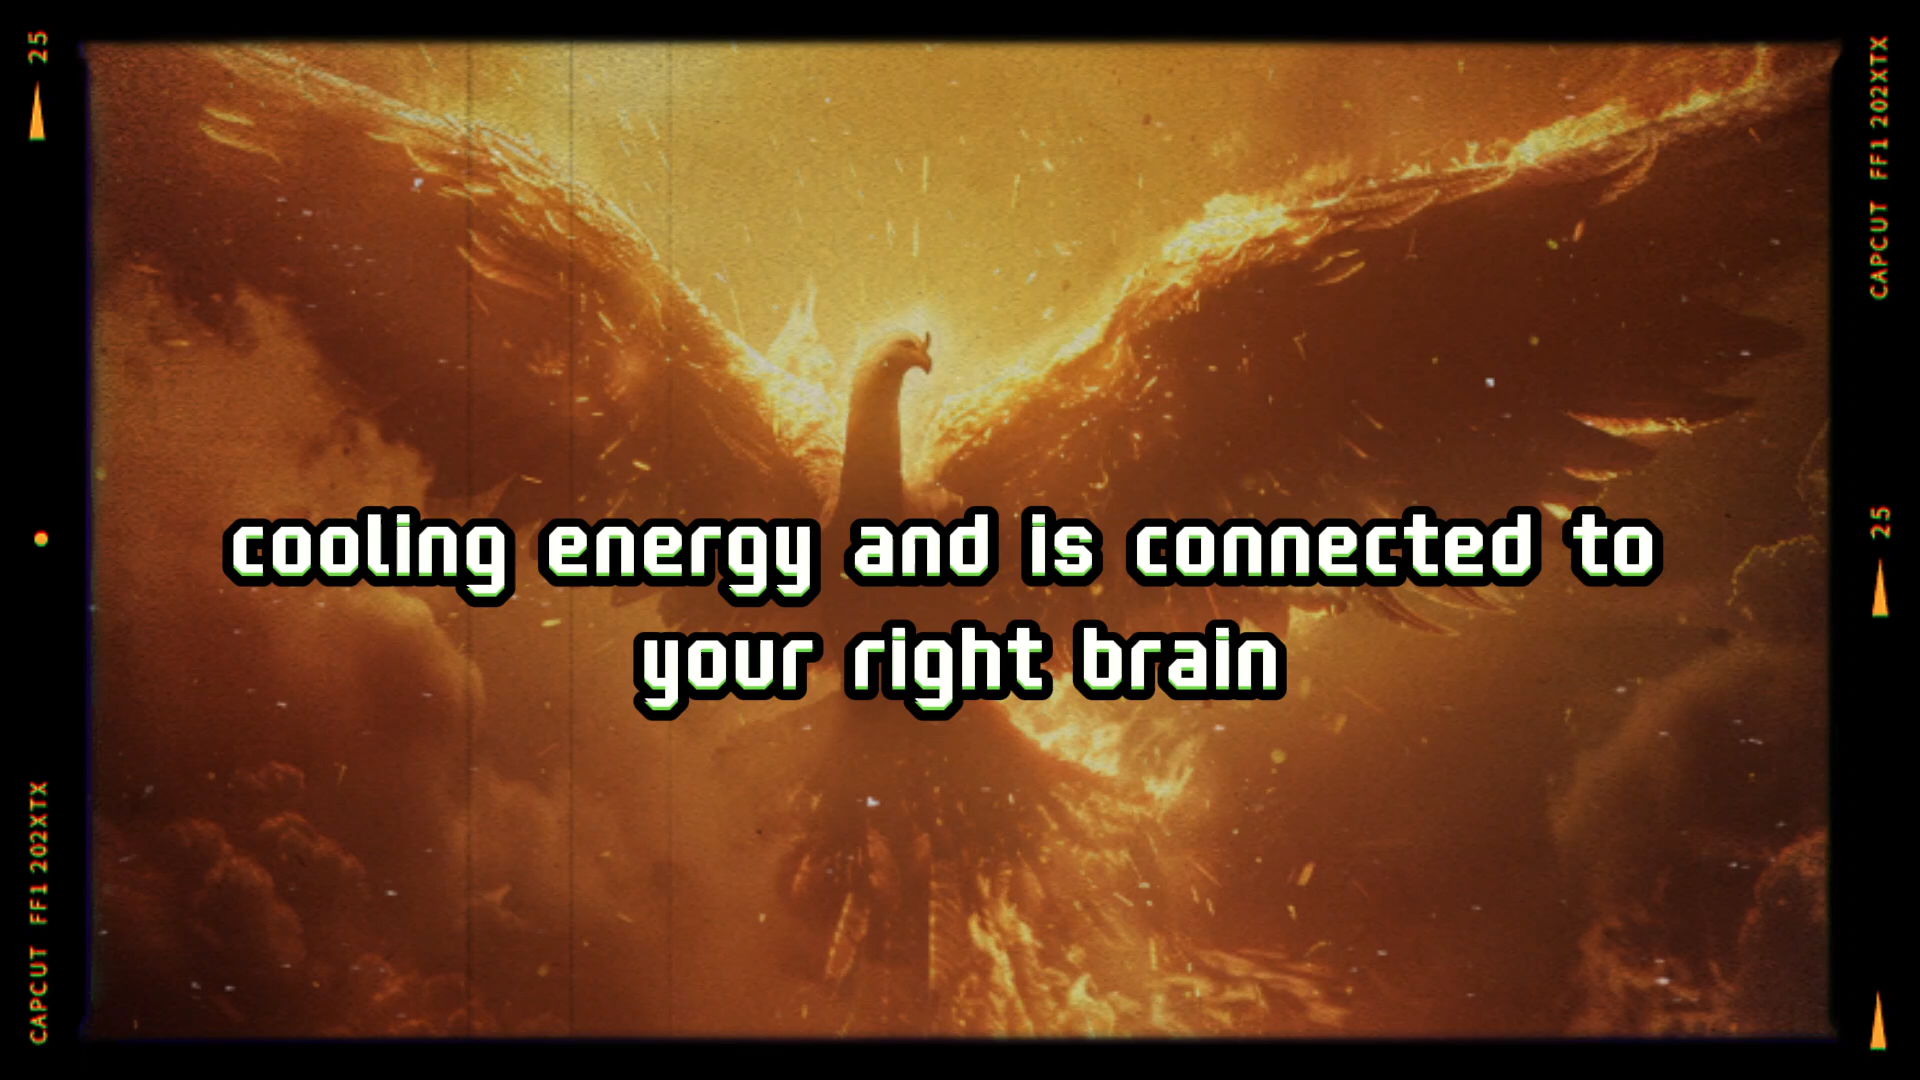 25
CAPCUT FF1 202XTX
cooling energy and is connected to
your right brain
25
CAPCUT FF1 202XTX